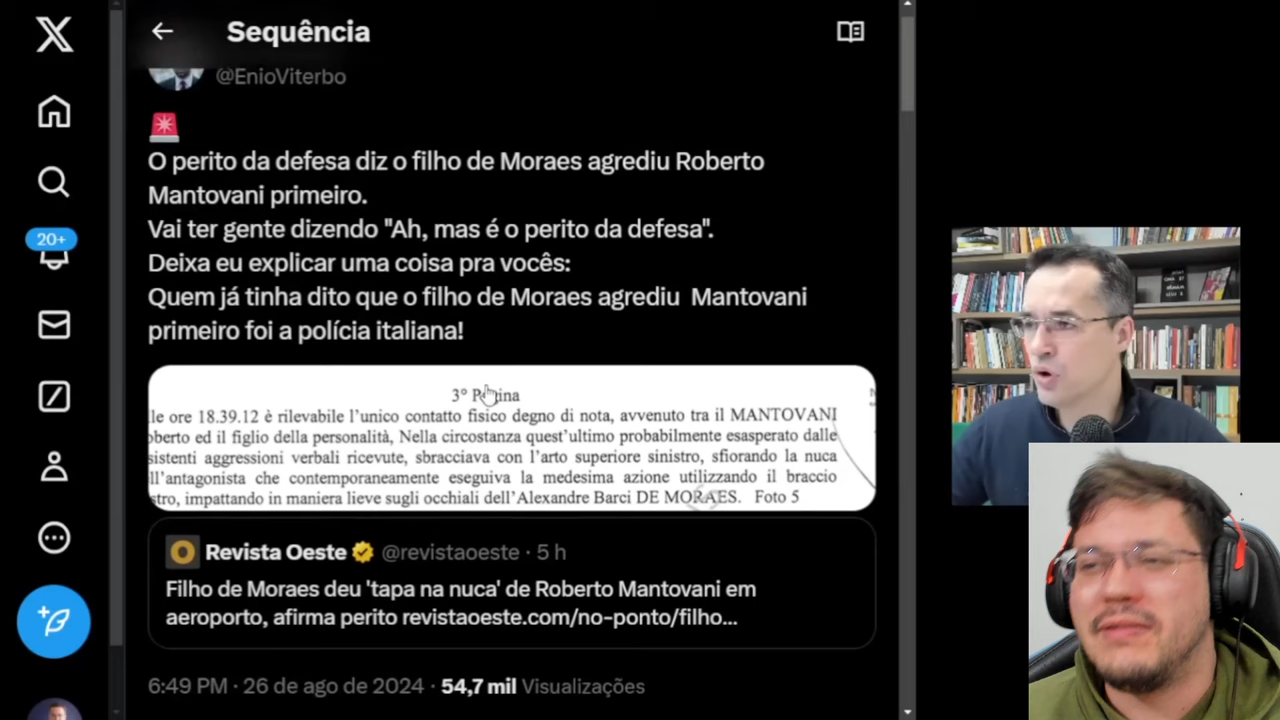 Sequência
@EnioViterbo
O perito da defesa diz o filho de Moraes agrediu Roberto
Mantovani primeiro.
Vai ter gente dizendo "Ah, mas é o perito da defesa".
Deixa eu explicar uma coisa pra vocês:
Quem já tinha dito que o filho de Moraes agrediu Mantovani
primeiro foi a polícia italiana!
20+
3° Pagina
lle ore 18.39.12 è rilevabile l'unico contatto fisico degno di nota, avvenuto tra il MANTOVANI
oberto ed il figlio della personalità, Nella circostanza quest'ultimo probabilmente esasperato dalle
sistenti aggressioni verbali ricevute, sbracciava con l'arto superiore sinistro, sfiorando la nuca
ll'antagonista che contemporaneamente eseguiva la medesima azione utilizzando il braccio
stro, impattando in maniera lieve sugli occhiali dell'Alexandre Barci DE MORAES. Foto 5
Revista Oeste @revistaoeste · 5 h
Filho de Moraes deu 'tapa na nuca' de Roberto Mantovani em
aeroporto, afirma perito revistaoeste.com/no-ponto/filho...
6:49 PM · 26 de ago de 2024 · 54,7 mil Visualizações